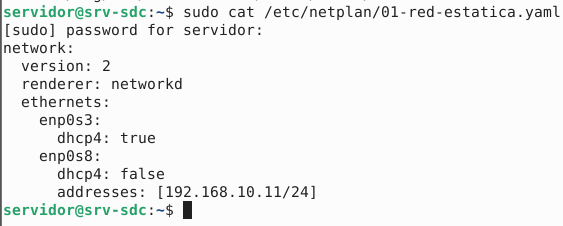 servidor@srv-sdc:~$ sudo cat /etc/netplan/01-red-estatica.yaml
[sudo] password for servidor:
network:
  version: 2
  renderer: networkd
  ethernets:
    enp0s3:
      dhcp4: true
    enp0s8:
      dhcp4: false
      addresses: [192.168.10.11/24]
servidor@srv-sdc:~$